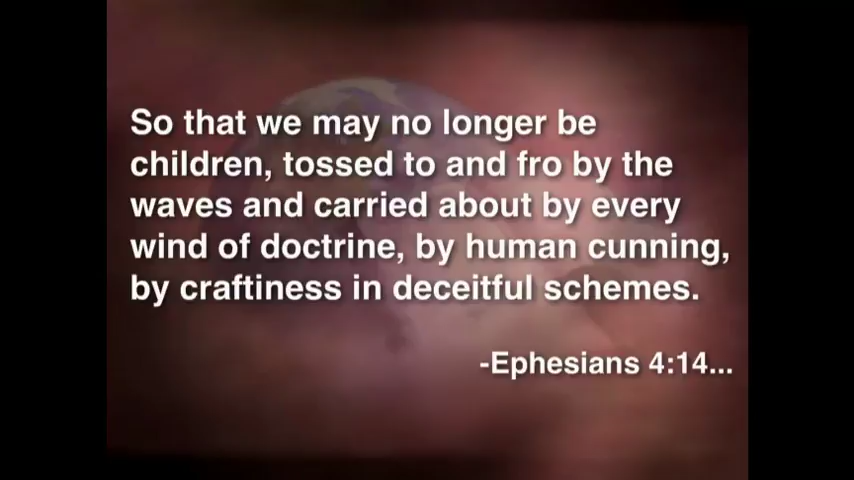 So that we may no longer be
children, tossed to and fro by the
waves and carried about by every
wind of doctrine, by human cunning,
by craftiness in deceitful schemes.
-Ephesians 4:14...